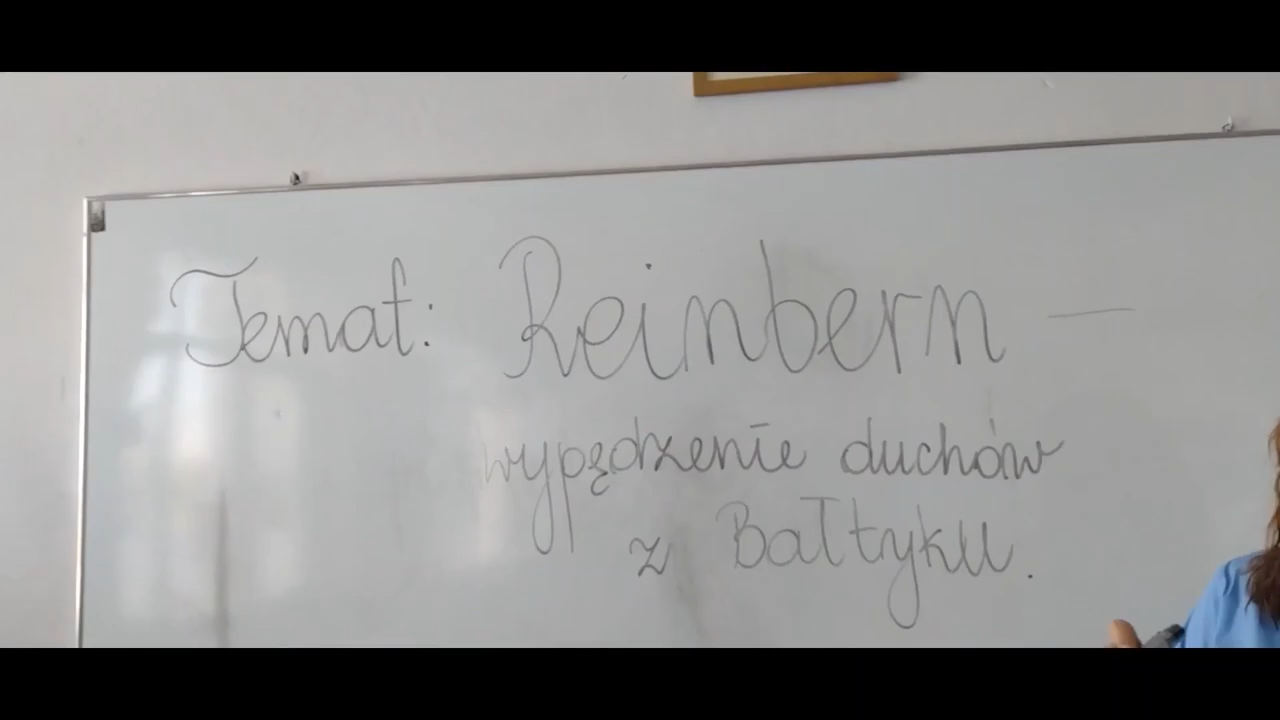 Temat: Reinbern —
wypędzenie duchów
z Bałtyku.